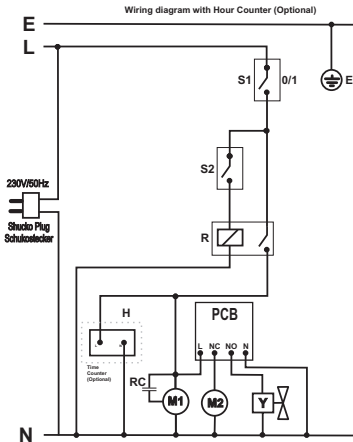 Wiring diagram with Hour Counter (Optional)
E
L
S1
0/1
E
S2
230V/50Hz
Shucko Plug
Schukostecker
R
H
PCB
L NC NO N
L
N
Time
Counter
(Optional)
RC
M1
M2
Y
N